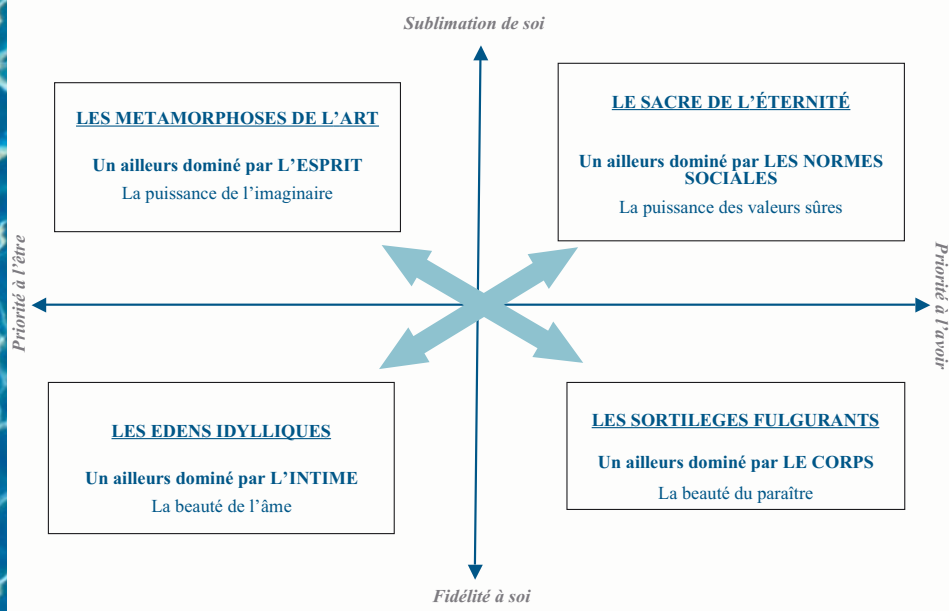 Sublimation de soi
LES METAMORPHOSES DE L’ART
Un ailleurs dominé par L’ESPRIT
La puissance de l’imaginaire
LE SACRE DE L’ÉTERNITÉ
Un ailleurs dominé par LES NORMES
SOCIALES
La puissance des valeurs sûres
Priorité à l’être
Priorité à l’avoir
LES EDENS IDYLLIQUES
Un ailleurs dominé par L’INTIME
La beauté de l’âme
LES SORTILEGES FULGURANTS
Un ailleurs dominé par LE CORPS
La beauté du paraître
Fidélité à soi